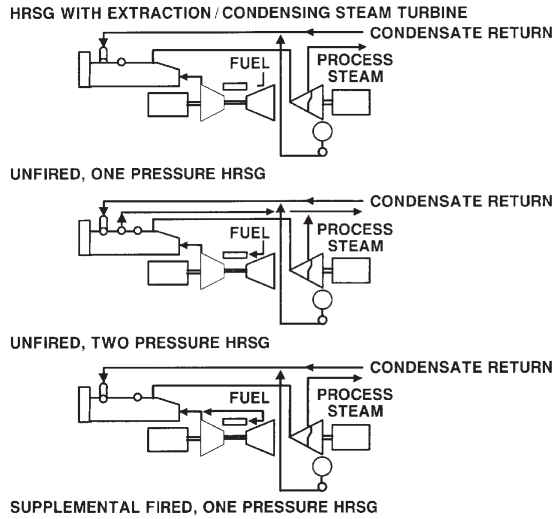 HRSG WITH EXTRACTION/CONDENSING STEAM TURBINE
CONDENSATE RETURN
FUEL
PROCESS
STEAM
UNFIRED, ONE PRESSURE HRSG
CONDENSATE RETURN
FUEL
PROCESS
STEAM
UNFIRED, TWO PRESSURE HRSG
CONDENSATE RETURN
FUEL
PROCESS
STEAM
SUPPLEMENTAL FIRED, ONE PRESSURE HRSG